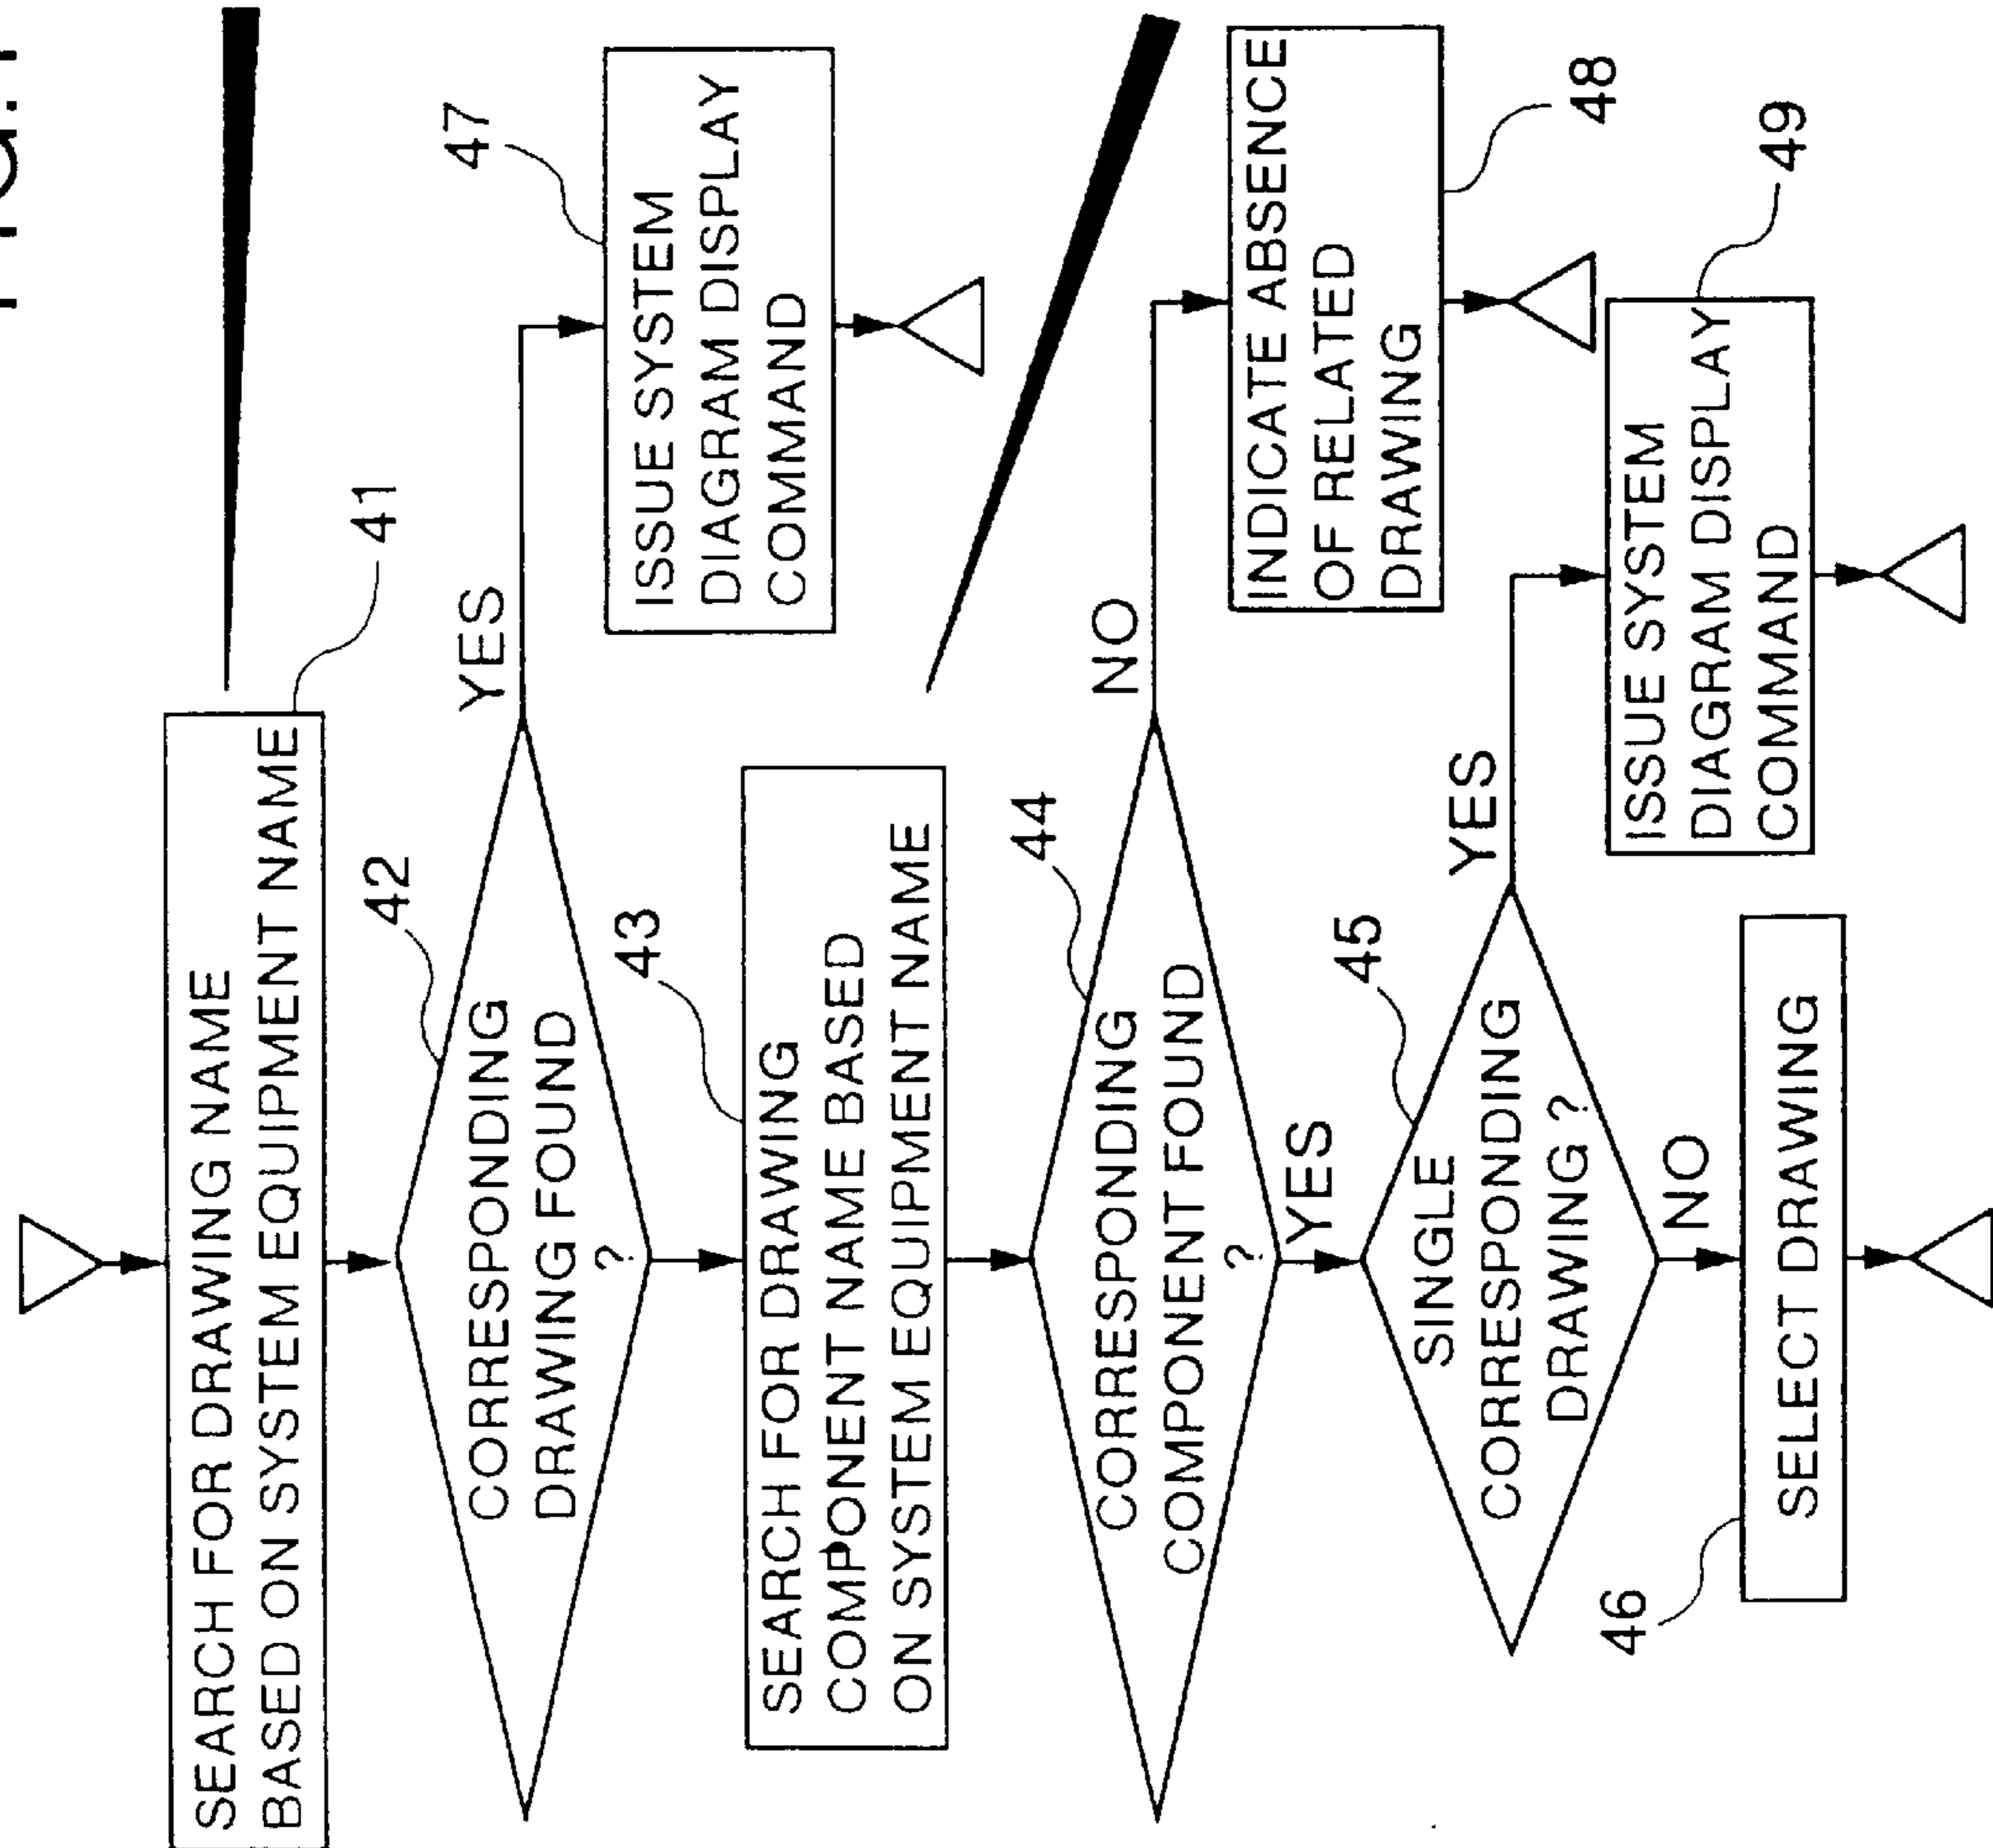 SEARCH FOR DRAWING NAME
BASED ON SYSTEM EQUIPMENT NAME
41
42
CORRESPONDING
DRAWING FOUND
?
YES
47
ISSUE SYSTEM
DIAGRAM DISPLAY
COMMAND
43
SEARCH FOR DRAWING
COMPONENT NAME BASED
ON SYSTEM EQUIPMENT NAME
44
CORRESPONDING
COMPONENT FOUND
?
NO
INDICATE ABSENCE
OF RELATED
DRAWING
48
YES
45
SINGLE
CORRESPONDING
DRAWING ?
YES
49
ISSUE SYSTEM
DIAGRAM DISPLAY
COMMAND
NO
46
SELECT DRAWING